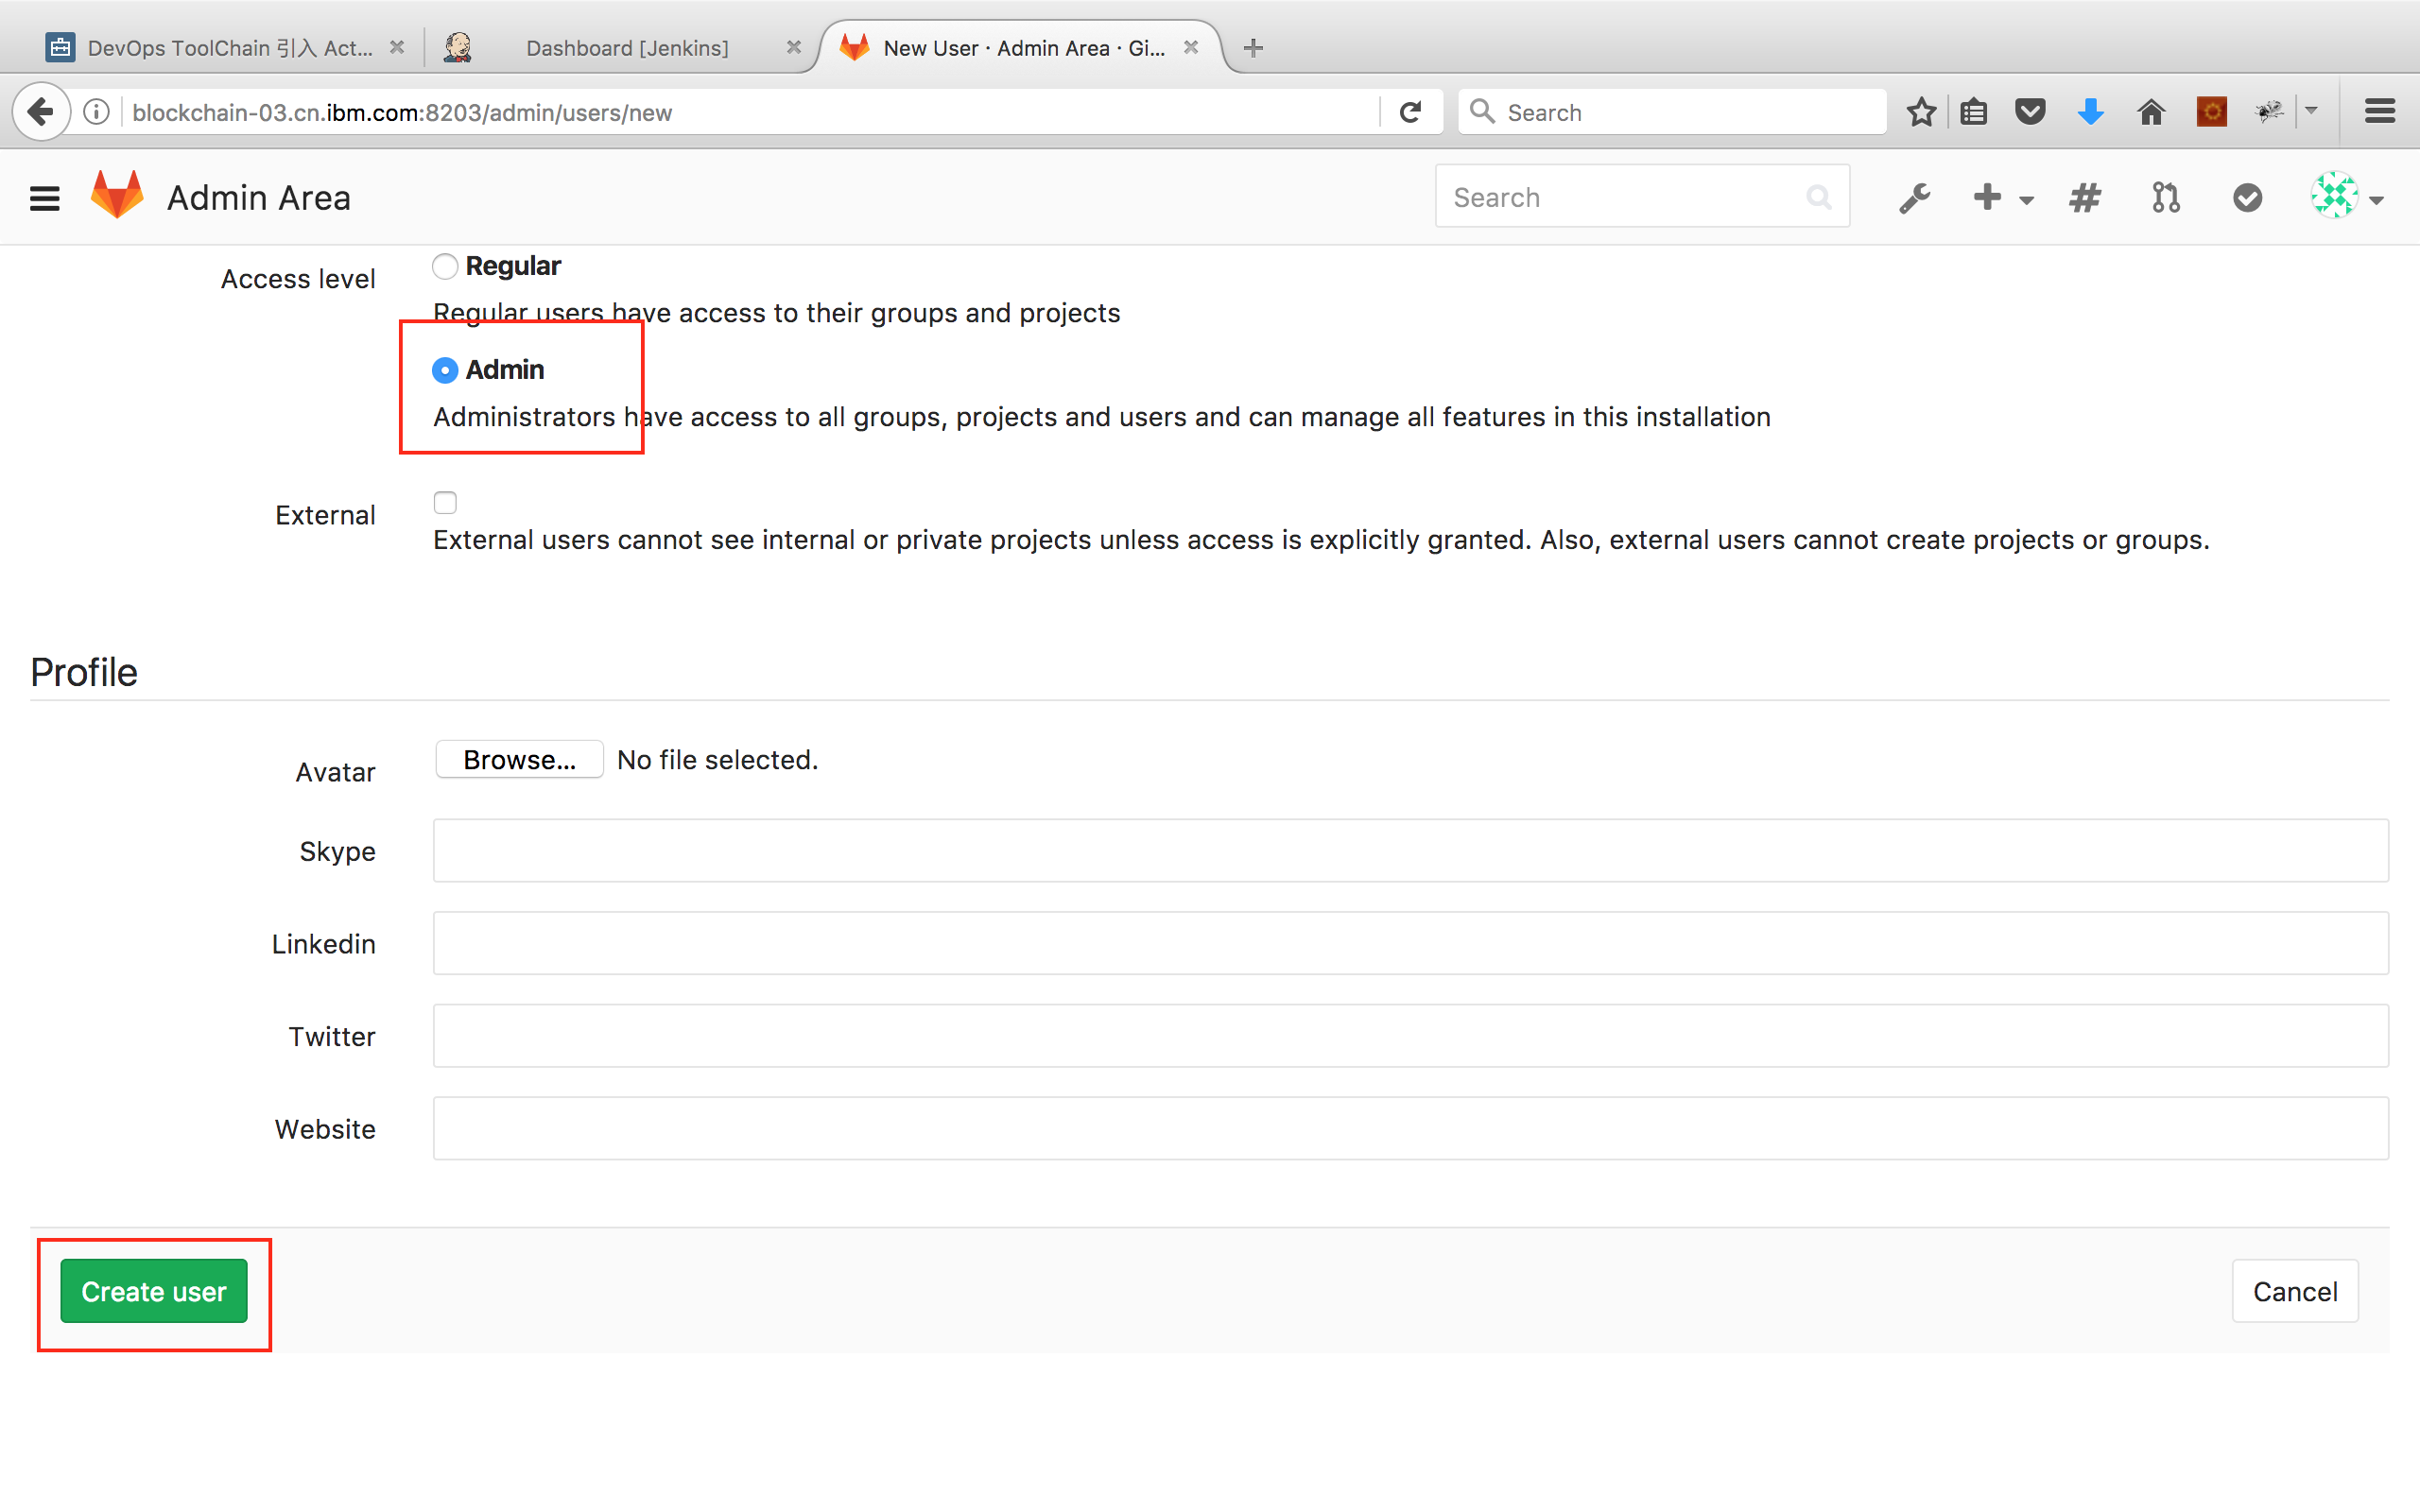 DevOps ToolChain 引入 Act...
Dashboard [Jenkins]
New User · Admin Area · Gi...
blockchain-03.cn.ibm.com:8203/admin/users/new
Search
Admin Area
Search
Access level
Regular
Regular users have access to their groups and projects
Admin
Administrators have access to all groups, projects and users and can manage all features in this installation
External
External users cannot see internal or private projects unless access is explicitly granted. Also, external users cannot create projects or groups.
Profile
Avatar
Browse... No file selected.
Skype
Linkedin
Twitter
Website
Create user
Cancel